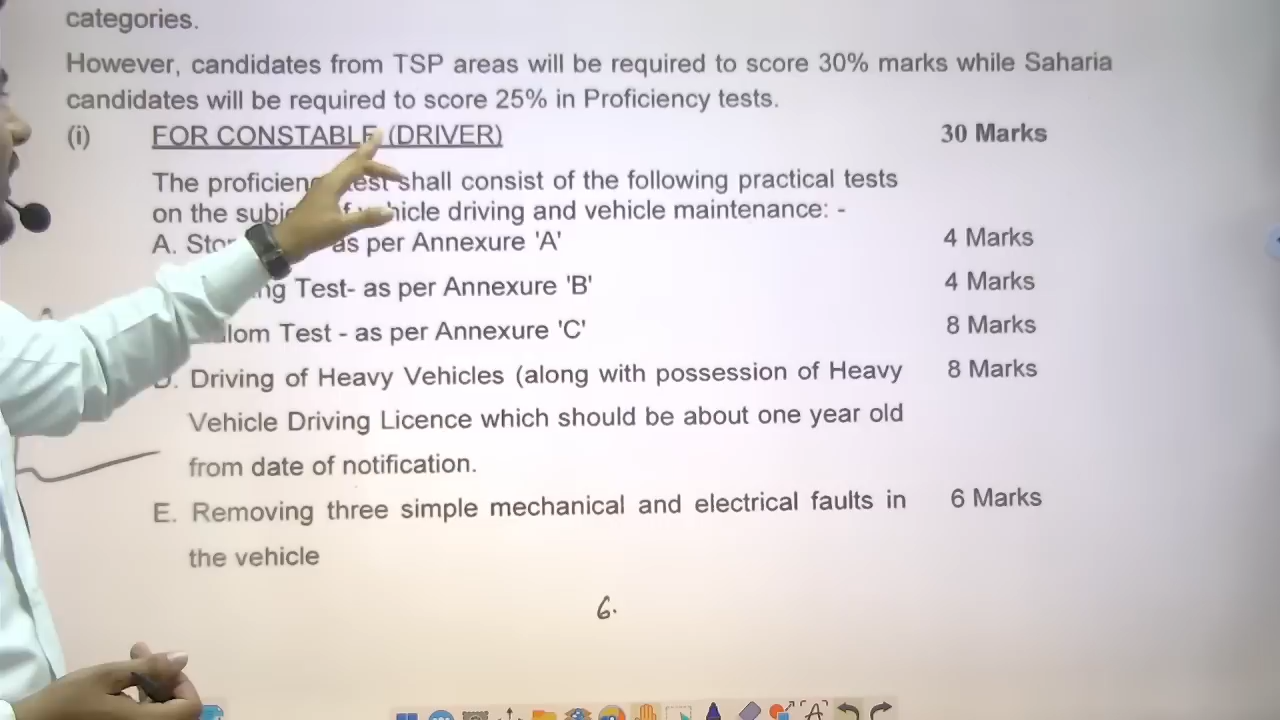 categories.
However, candidates from TSP areas will be required to score 30% marks while Saharia
candidates will be required to score 25% in Proficiency tests.
(i) FOR CONSTABLE (DRIVER) 30 Marks
The shall consist of the following practical tests
on the driving and vehicle maintenance: -
A. as per Annexure 'A' 4 Marks
Test- as per Annexure 'B' 4 Marks
Test - as per Annexure 'C' 8 Marks
D. Driving of Heavy Vehicles (along with possession of Heavy 8 Marks
Vehicle Driving Licence which should be about one year old
from date of notification.
E. Removing three simple mechanical and electrical faults in 6 Marks
the vehicle
6.